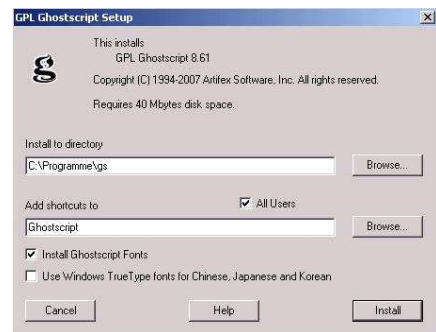 GPL Ghostscript Setup
This installs
GPL Ghostscript 8.61
Copyright (C) 1994-2007 Artifex Software, Inc. All rights reserved.
Requires 40 Mbytes disk space.
Install to directory
C:\Programme\gs
Browse...
Add shortcuts to
All Users
Ghostscript
Browse...
Install Ghostscript Fonts
Use Windows TrueType fonts for Chinese, Japanese and Korean
Cancel
Help
Install